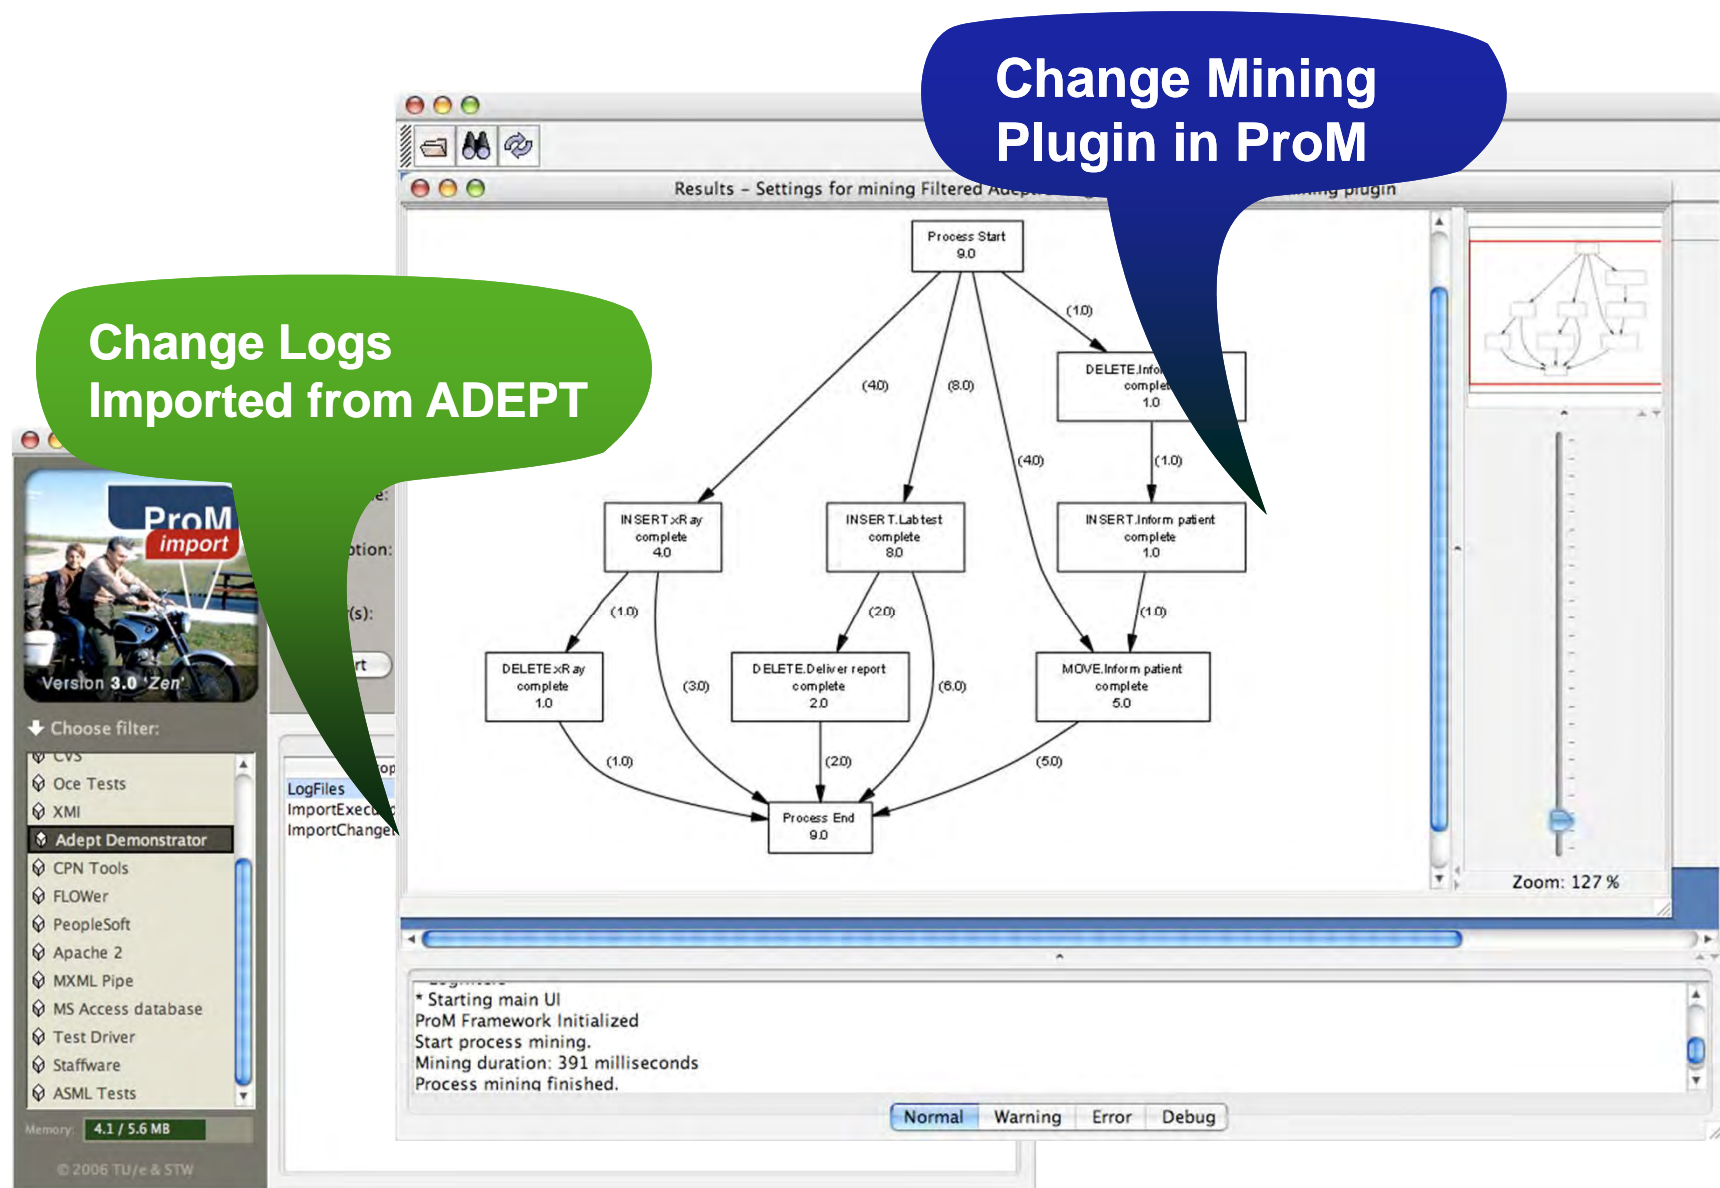 Change Mining
Plugin in ProM
Results – Settings for mining Filtered
plugin
Process Start
9.0
(1.0)
(4.0)
(8.0)
DELETE.
1.0
(4.0)
(1.0)
INSERT.xRay
complete
4.0
INSERT.Lab test
complete
8.0
INSERT.Inform patient
complete
1.0
(1.0)
(2.0)
(1.0)
DELETE.xRay
complete
1.0
(3.0)
DELETE.Deliver report
complete
2.0
(6.0)
MOVE.Inform patient
complete
5.0
(1.0)
(2.0)
(5.0)
Process End
9.0
Zoom: 127 %
Change Logs
Imported from ADEPT
ProM
import
Version 3.0 'Zen'
Choose filter:
CVS
Oce Tests
XMI
Adept Demonstrator
CPN Tools
FLOWer
PeopleSoft
Apache 2
MXML Pipe
MS Access database
Test Driver
Staffware
ASML Tests
Memory: 4.1 / 5.6 MB
© 2006 TU/e & STW
LogFiles
* Starting main UI
ProM Framework Initialized
Start process mining.
Mining duration: 391 milliseconds
Process mining finished.
Normal Warning Error Debug